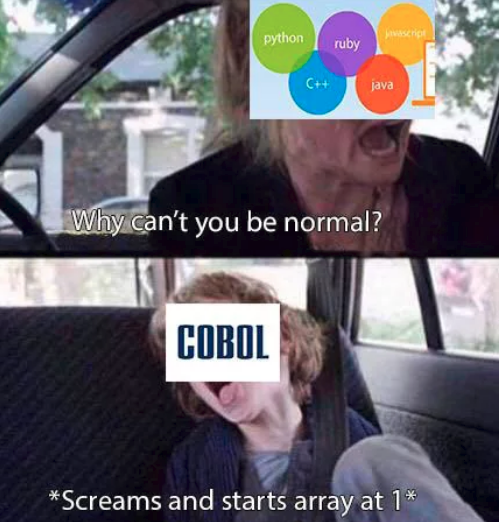 python
ruby
javascript
C++
java
Why can't you be normal?
COBOL
*Screams and starts array at 1*